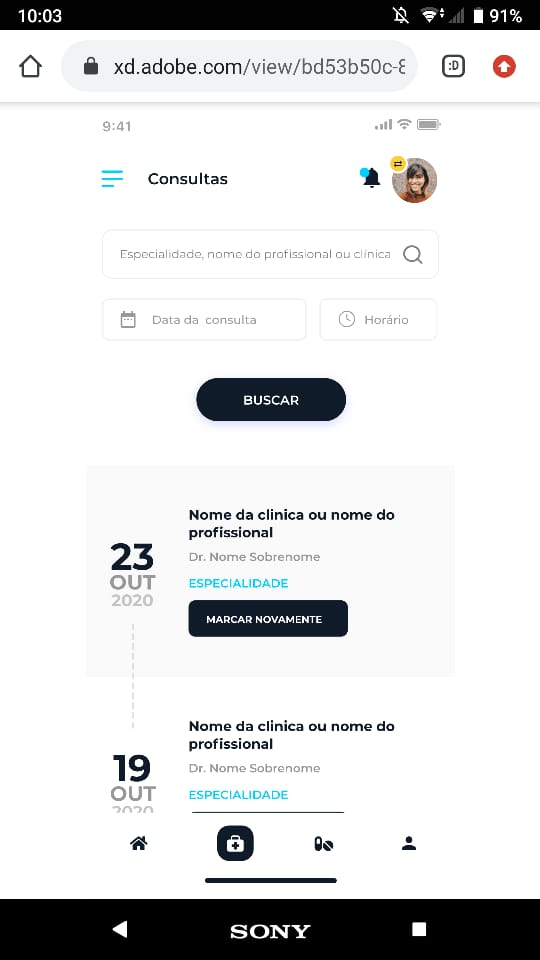 10:03
91%
:D
xd.adobe.com/view/bd53b50c-8
9:41
Consultas
Especialidade, nome do profissional ou clínica
Data da consulta
Horário
BUSCAR
23
OUT
2020
Nome da clinica ou nome do
profissional
Dr. Nome Sobrenome
ESPECIALIDADE
MARCAR NOVAMENTE
19
OUT
2020
Nome da clinica ou nome do
profissional
Dr. Nome Sobrenome
ESPECIALIDADE
SONY